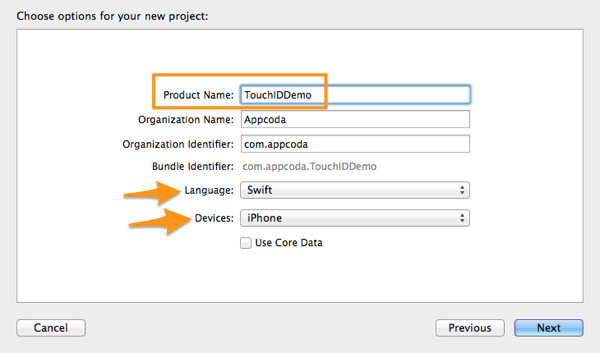 Choose options for your new project:
Product Name: TouchIDDemo
Organization Name: Appcoda
Organization Identifier: com.appcoda
Bundle Identifier: com.appcoda.TouchIDDemo
Language: Swift
Devices: iPhone
Use Core Data
Cancel Previous Next